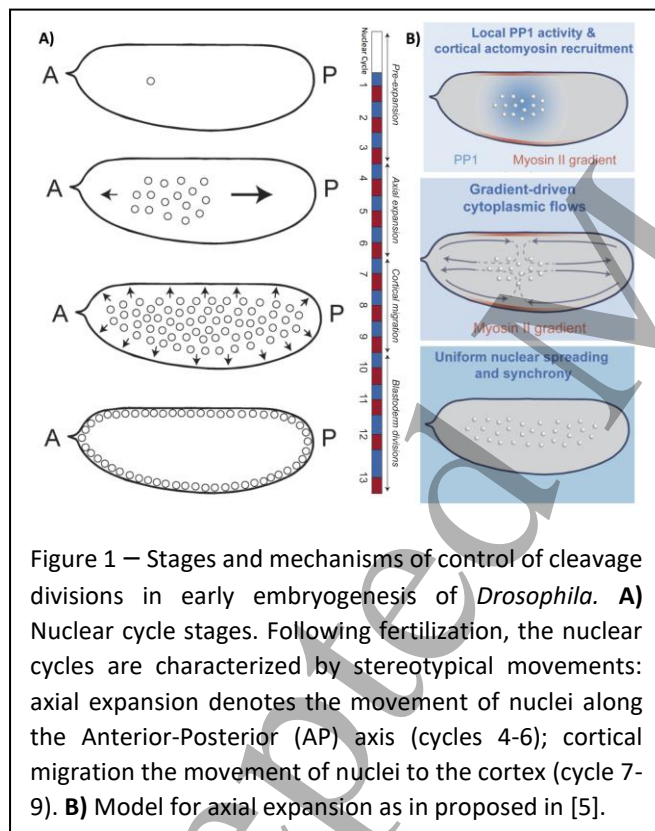 A)
A
P
A
P
A
P
A
P
Nuclear Cycle
1
2
3
4
5
6
7
8
9
10
11
12
13
Pre-expansion
Axial expansion
Cortical migration
Blastoderm divisions
B)
Local PP1 activity &
cortical actomyosin recruitment
PP1 Myosin II gradient
Gradient-driven
cytoplasmic flows
Myosin II gradient
Uniform nuclear spreading
and synchrony
Figure 1 – Stages and mechanisms of control of cleavage
divisions in early embryogenesis of Drosophila. A)
Nuclear cycle stages. Following fertilization, the nuclear
cycles are characterized by stereotypical movements:
axial expansion denotes the movement of nuclei along
the Anterior-Posterior (AP) axis (cycles 4-6); cortical
migration the movement of nuclei to the cortex (cycle 7-
9). B) Model for axial expansion as in proposed in [5].